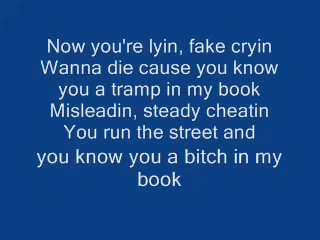 Now you're lyin, fake cryin
Wanna die cause you know
you a tramp in my book
Misleadin, steady cheatin
You run the street and
you know you a bitch in my
book